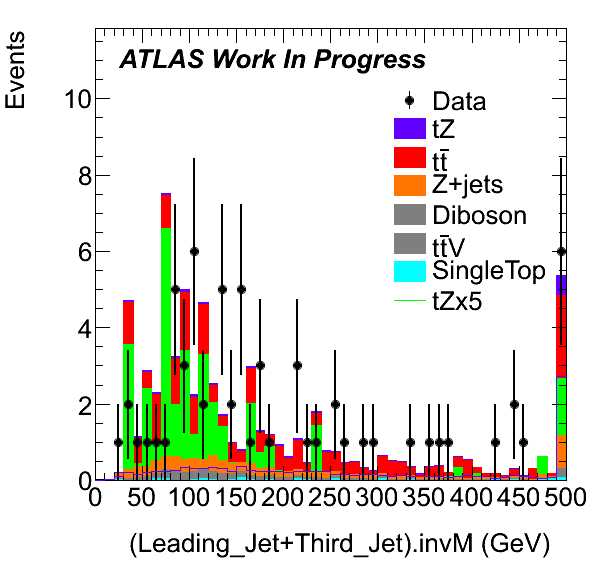 Events
ATLAS Work In Progress
10
8
6
4
2
0
Data
tZ
tt̄
Z+jets
Diboson
tt̄V
SingleTop
tZx5
0 50 100 150 200 250 300 350 400 450 500
(Leading_Jet+Third_Jet).invM (GeV)